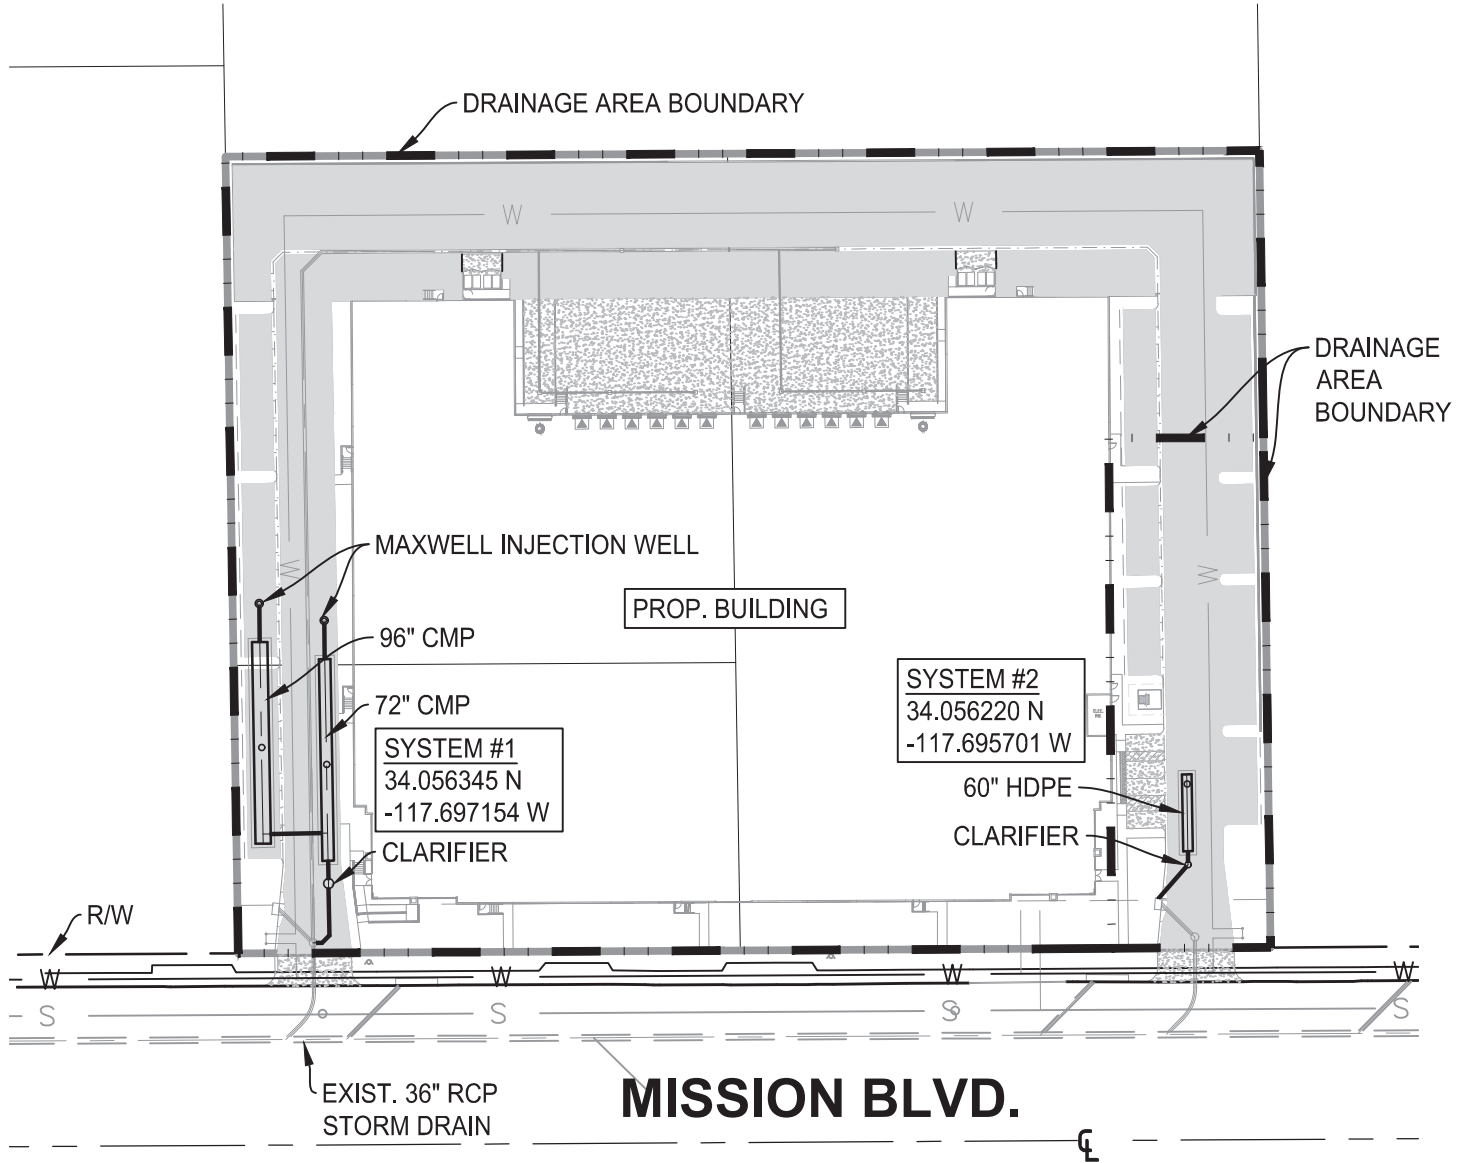 DRAINAGE AREA BOUNDARY
W
W
DRAINAGE
AREA
BOUNDARY
MAXWELL INJECTION WELL
W
W
PROP. BUILDING
96" CMP
72" CMP
SYSTEM #1
34.056345 N
-117.697154 W
CLARIFIER
SYSTEM #2
34.056220 N
-117.695701 W
60" HDPE
CLARIFIER
R/W
W
W
W
W
S
S
S
S
EXIST. 36" RCP
STORM DRAIN
MISSION BLVD.
CL